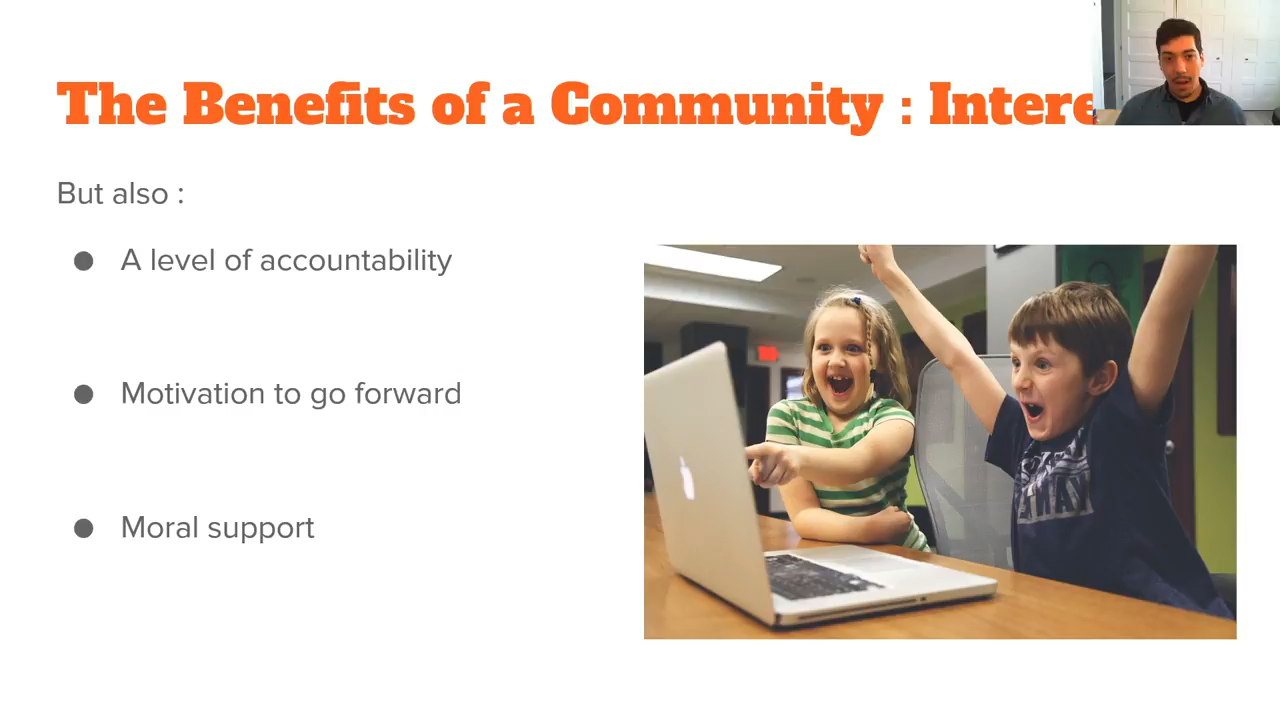 The Benefits of a Community : Intere
But also :
● A level of accountability
● Motivation to go forward
● Moral support